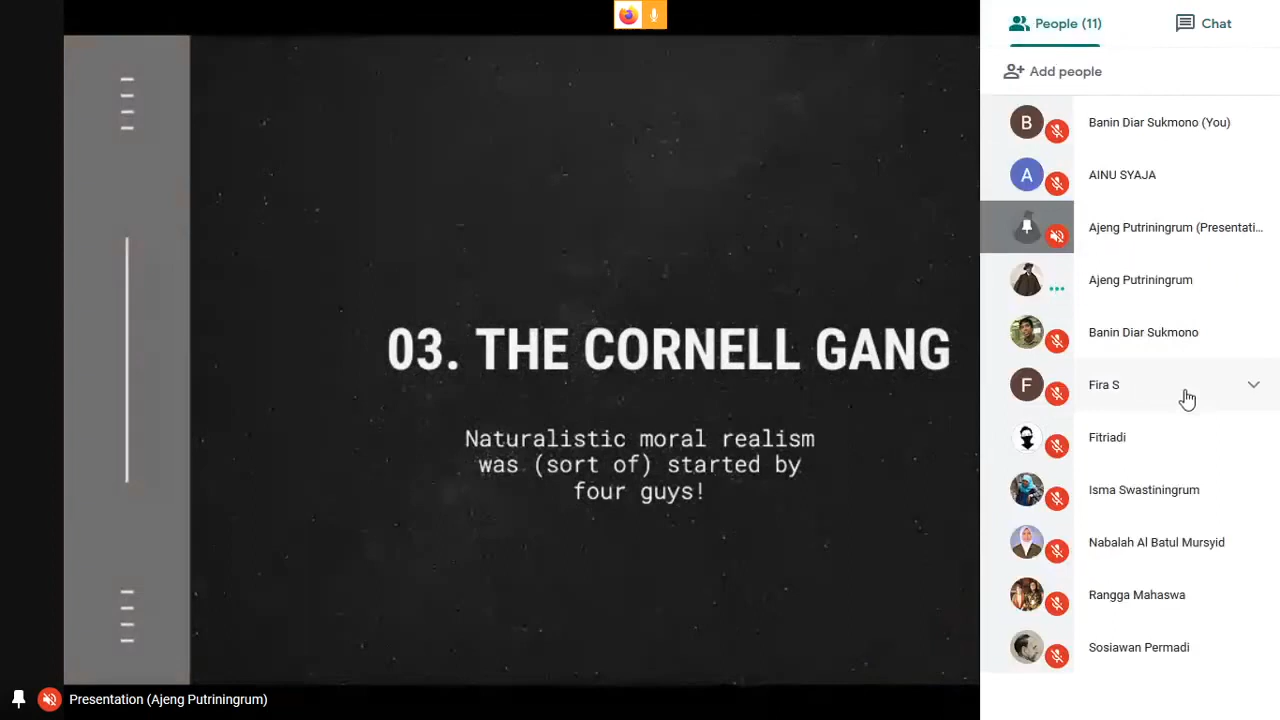 03. THE CORNELL GANG
Naturalistic moral realism
was (sort of) started by
four guys!
Presentation (Ajeng Putriningrum)
People (11)
Chat
Add people
B
Banin Diar Sukmono (You)
A
AINU SYAJA
Ajeng Putriningrum (Presentati...
Ajeng Putriningrum
Banin Diar Sukmono
F
Fira S
Fitriadi
Isma Swastiningrum
Nabalah Al Batul Mursyid
Rangga Mahaswa
Sosiawan Permadi